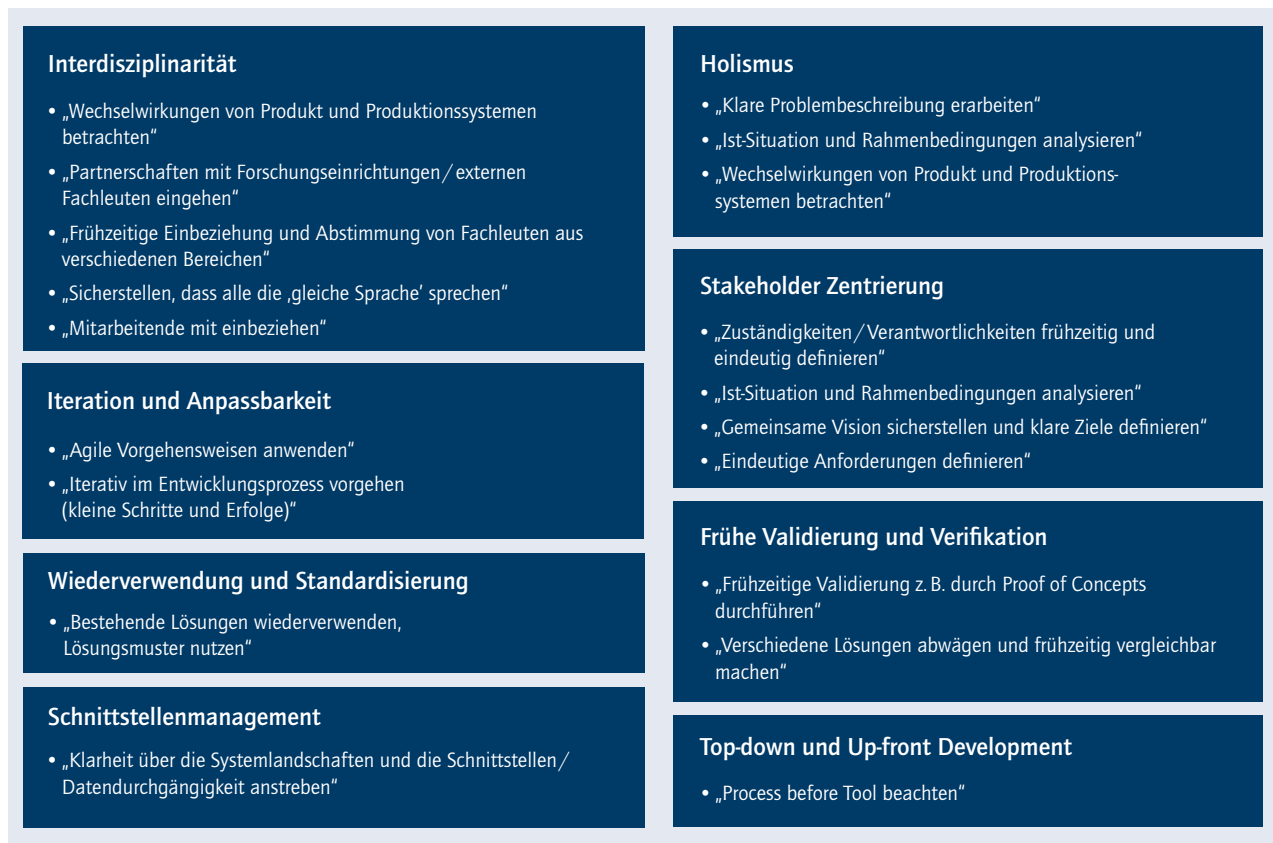 Interdisziplinarität
• „Wechselwirkungen von Produkt und Produktionssystemen
betrachten“
• „Partnerschaften mit Forschungseinrichtungen / externen
Fachleuten eingehen“
• „Frühzeitige Einbeziehung und Abstimmung von Fachleuten aus
verschiedenen Bereichen“
• „Sicherstellen, dass alle die ‚gleiche Sprache‘ sprechen“
• „Mitarbeitende mit einbeziehen“
Iteration und Anpassbarkeit
• „Agile Vorgehensweisen anwenden“
• „Iterativ im Entwicklungsprozess vorgehen
(kleine Schritte und Erfolge)“
Wiederverwendung und Standardisierung
• „Bestehende Lösungen wiederverwenden,
Lösungsmuster nutzen“
Schnittstellenmanagement
• „Klarheit über die Systemlandschaften und die Schnittstellen /
Datendurchgängigkeit anstreben“
Holismus
• „Klare Problembeschreibung erarbeiten“
• „Ist-Situation und Rahmenbedingungen analysieren“
• „Wechselwirkungen von Produkt und Produktions-
systemen betrachten“
Stakeholder Zentrierung
• „Zuständigkeiten / Verantwortlichkeiten frühzeitig und
eindeutig definieren“
• „Ist-Situation und Rahmenbedingungen analysieren“
• „Gemeinsame Vision sicherstellen und klare Ziele definieren“
• „Eindeutige Anforderungen definieren“
Frühe Validierung und Verifikation
• „Frühzeitige Validierung z. B. durch Proof of Concepts
durchführen“
• „Verschiedene Lösungen abwägen und frühzeitig vergleichbar
machen“
Top-down und Up-front Development
• „Process before Tool beachten“